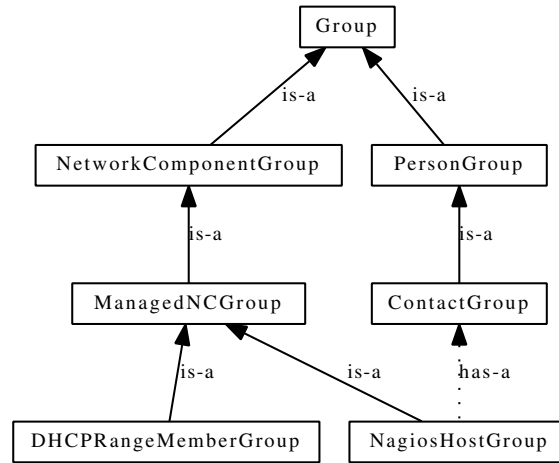 Group
is-a
is-a
NetworkComponentGroup
PersonGroup
is-a
is-a
ManagedNCGroup
ContactGroup
is-a
is-a
has-a
DHCPRangeMemberGroup
NagiosHostGroup